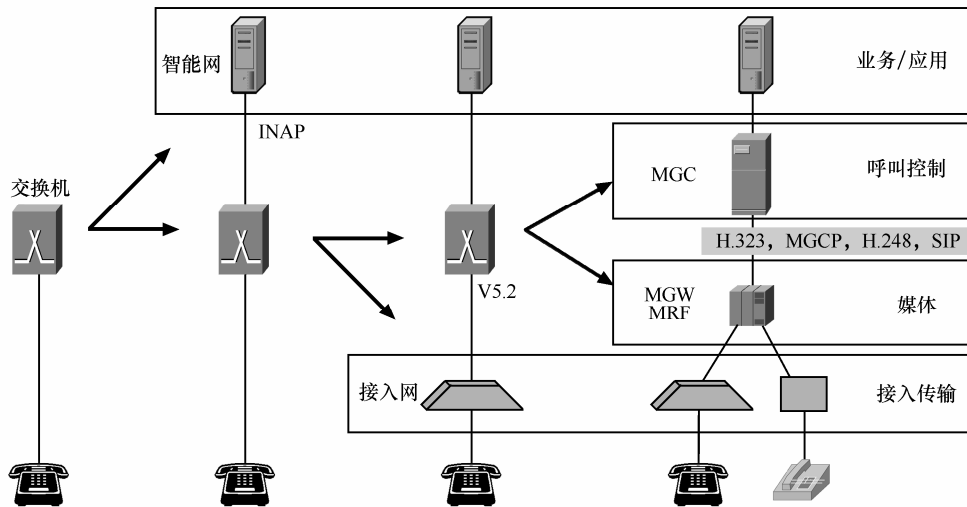 智能网
业务/应用
INAP
交换机
MGC
呼叫控制
H.323，MGCP，H.248，SIP
V5.2
MGW
MRF
媒体
接入网
接入传输